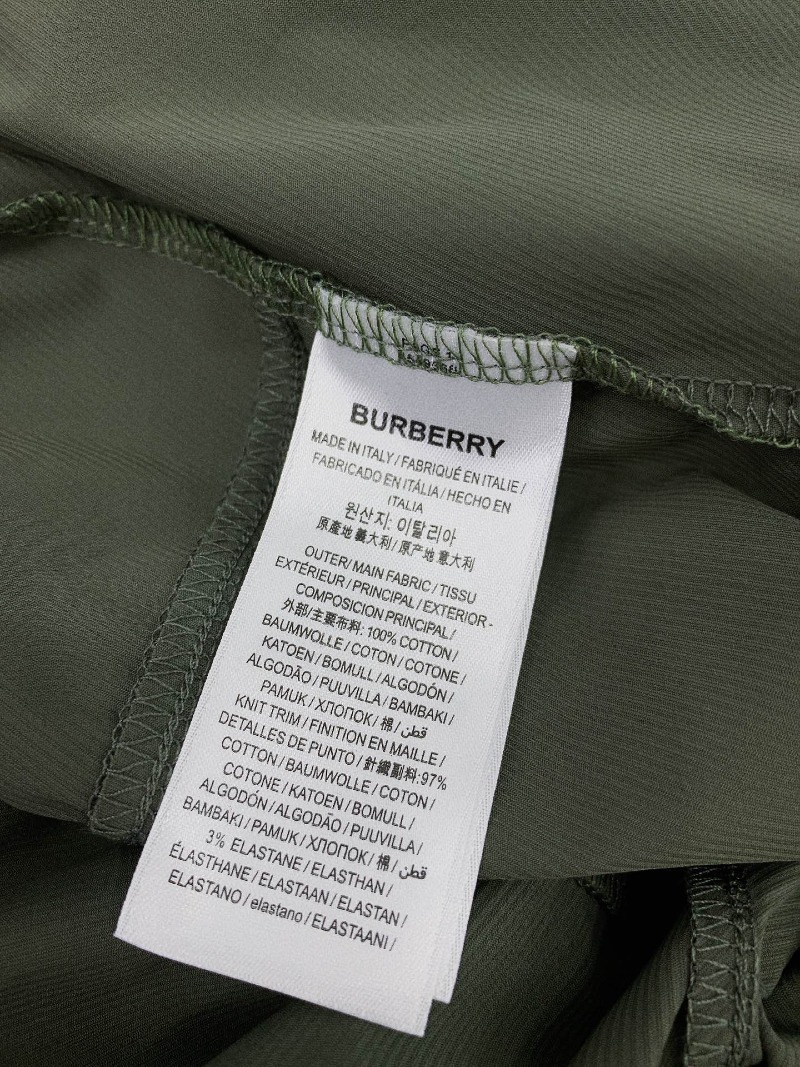 BURBERRY
MADE IN ITALY / FABRIQUÉ EN ITALIE /
FABRICADO EN ITÁLIA / HECHO EN
ITALIA
원산지: 이탈리아
原產地 義大利 / 原产地 意大利
OUTER / MAIN FABRIC / TISSU
EXTÉRIEUR / PRINCIPAL / EXTERIOR -
COMPOSICION PRINCIPAL /
外部/主要布料: 100% COTTON /
BAUMWOLLE / COTON / COTONE /
KATOEN / BOMULL / ALGODÓN /
ALGODÃO / PUUVILLA / BAMBAKI /
PAMUK / ХЛОПОК / 棉 / قطن
KNIT TRIM / FINITION EN MAILLE /
DETALLES DE PUNTO / 針織副料:97%
COTTON / BAUMWOLLE / COTON /
COTONE / KATOEN / BOMULL /
ALGODÓN / ALGODÃO / PUUVILLA /
BAMBAKI / PAMUK / ХЛОПОК / 棉 / قطن
3% ELASTANE / ELASTHAN /
ÉLASTHANE / ELASTAAN / ELASTAN /
ELASTANO / elastano / ELASTAANI /